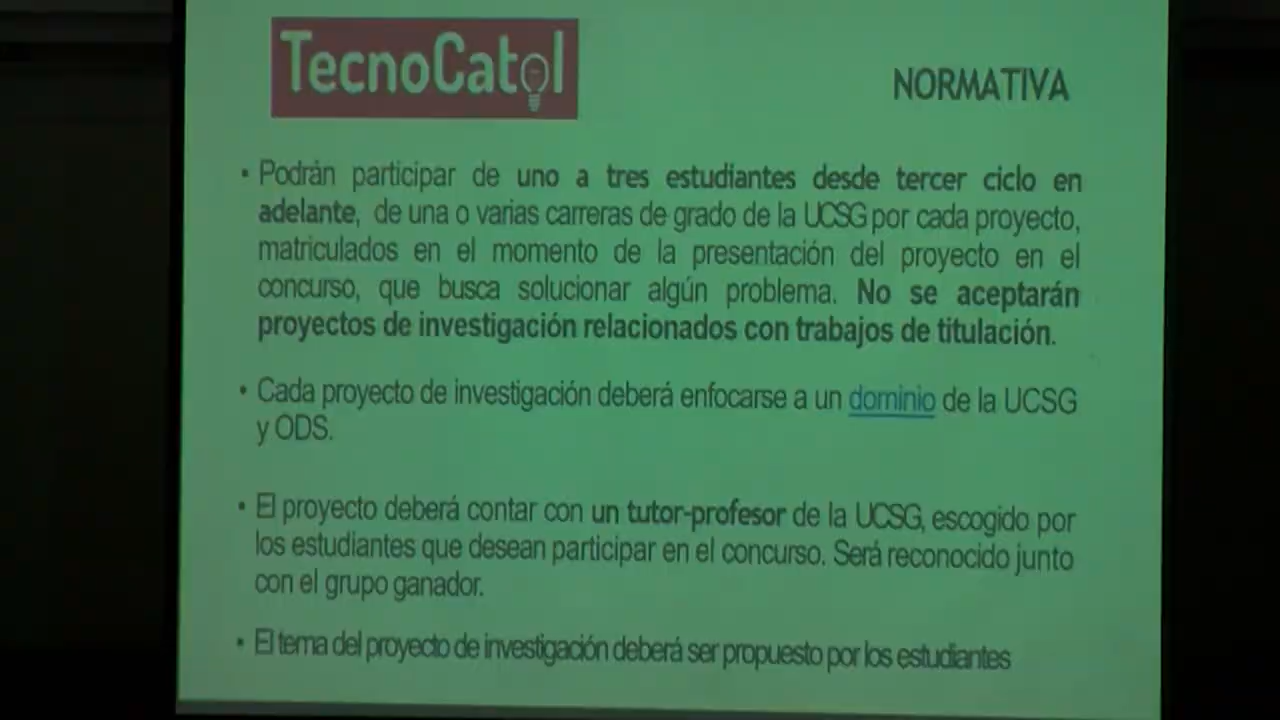 TecnoCatol
NORMATIVA
• Podrán participar de uno a tres estudiantes desde tercer ciclo en
adelante, de una o varias carreras de grado de la UCSG por cada proyecto,
matriculados en el momento de la presentación del proyecto en el
concurso, que busca solucionar algún problema. No se aceptarán
proyectos de investigación relacionados con trabajos de titulación.
• Cada proyecto de investigación deberá enfocarse a un dominio de la UCSG
y ODS.
• El proyecto deberá contar con un tutor-profesor de la UCSG, escogido por
los estudiantes que desean participar en el concurso. Será reconocido junto
con el grupo ganador.
• El tema del proyecto de investigación deberá ser propuesto por los estudiantes